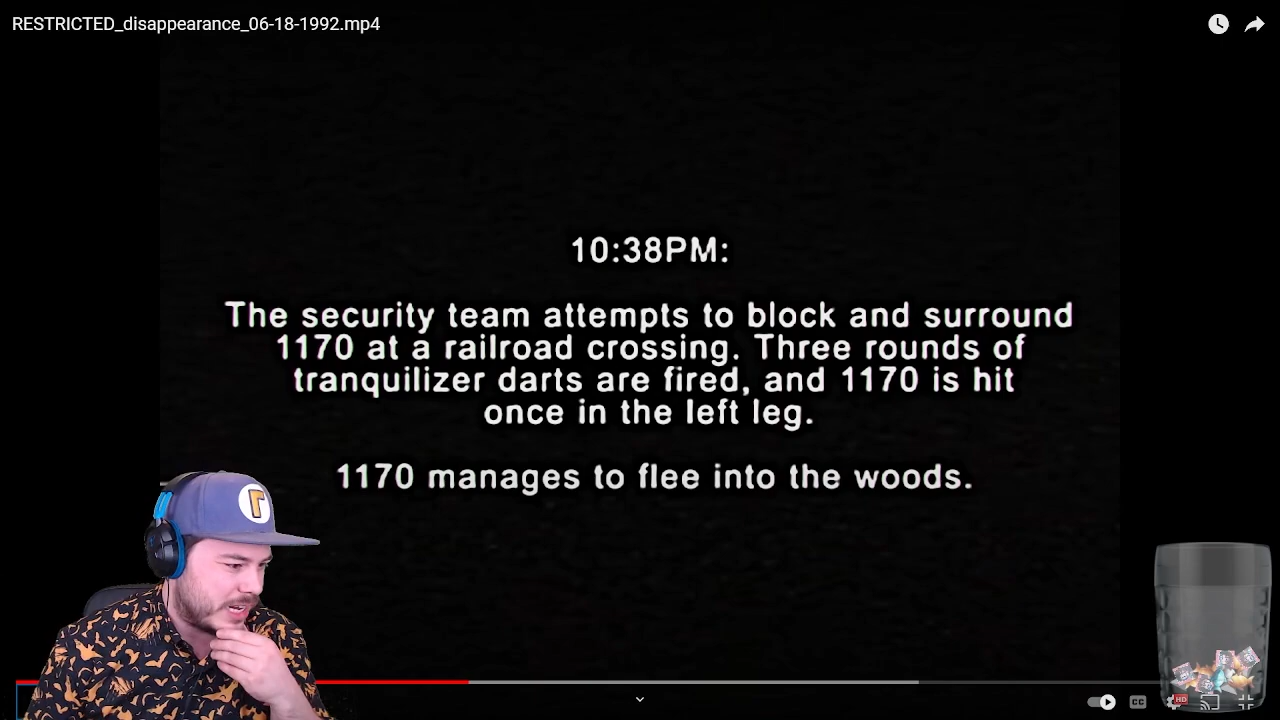 RESTRICTED_disappearance_06-18-1992.mp4
10:38PM:
The security team attempts to block and surround
1170 at a railroad crossing. Three rounds of
tranquilizer darts are fired, and 1170 is hit
once in the left leg.
1170 manages to flee into the woods.
r
CC
HD